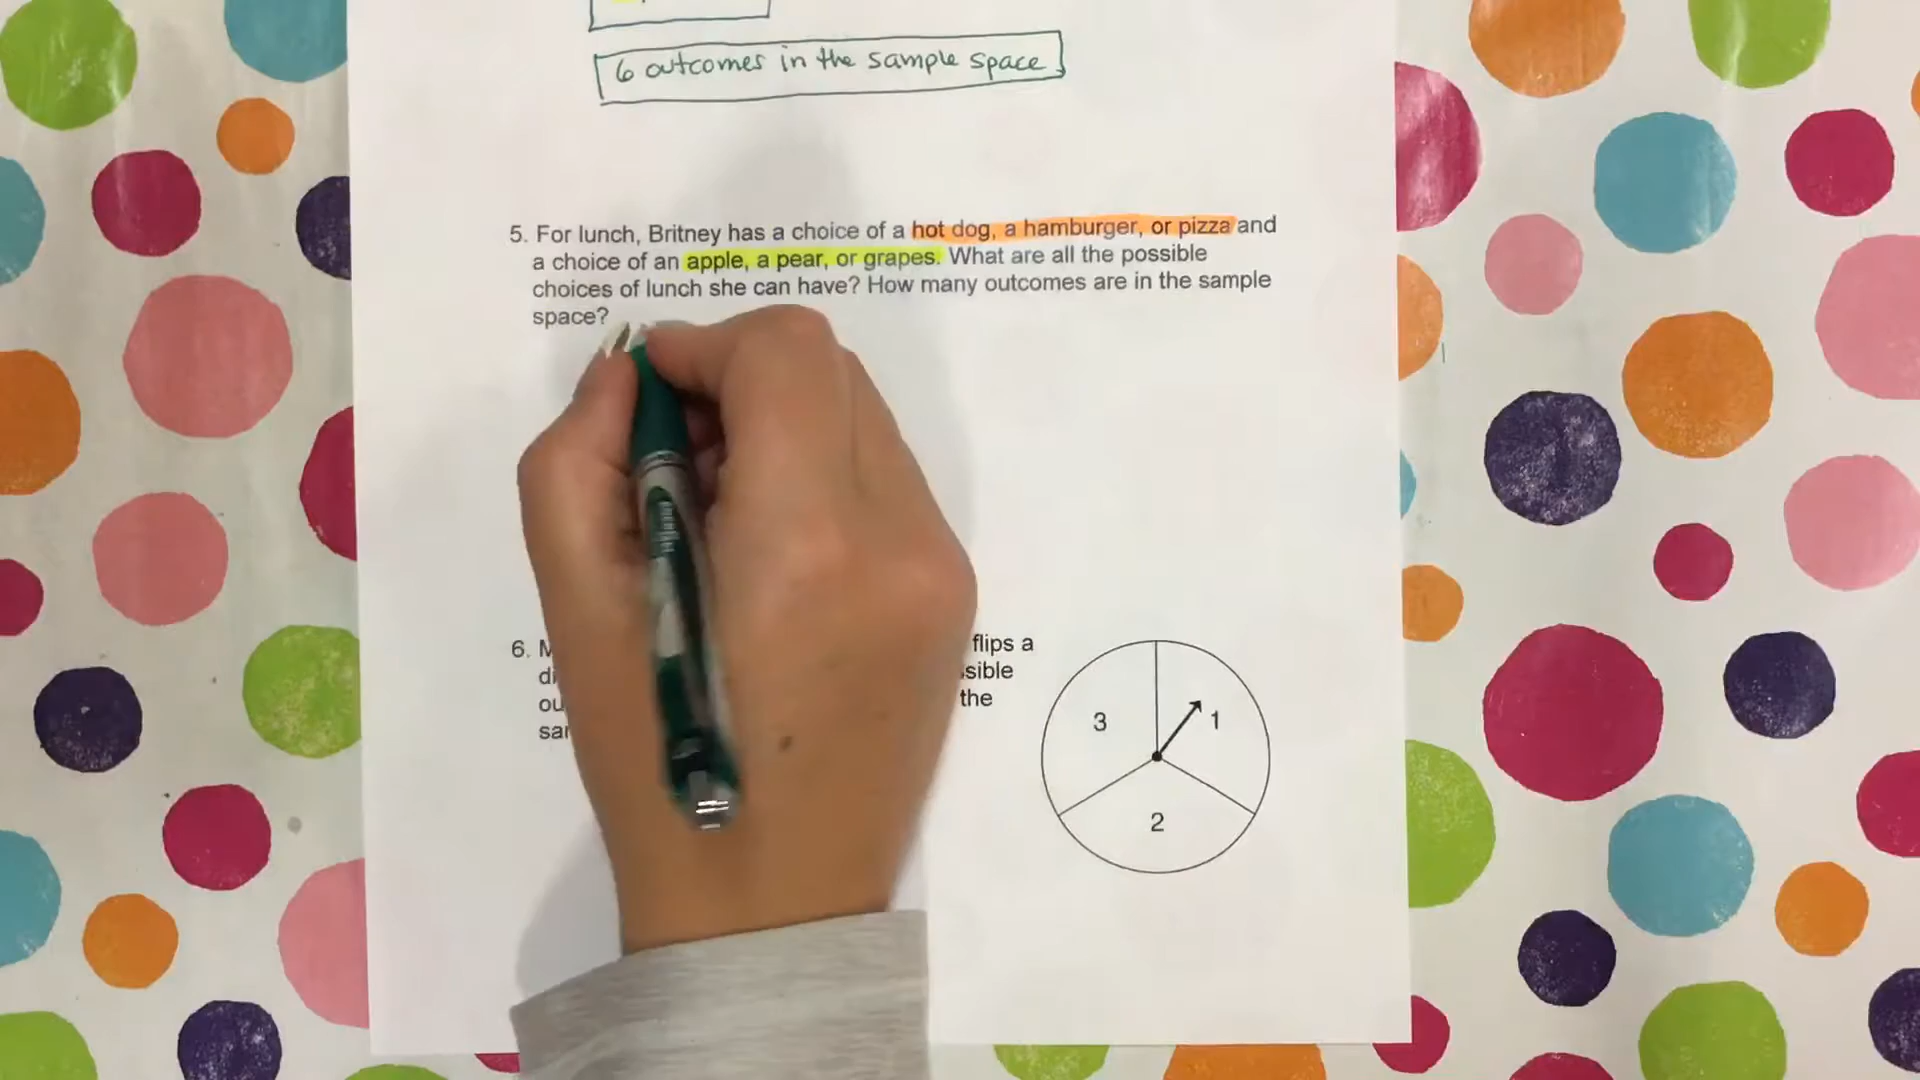 6 outcomes in the sample space
5. For lunch, Britney has a choice of a hot dog, a hamburger, or pizza and
a choice of an apple, a pear, or grapes. What are all the possible
choices of lunch she can have? How many outcomes are in the sample
space?
6. flips a
the
3
1
2